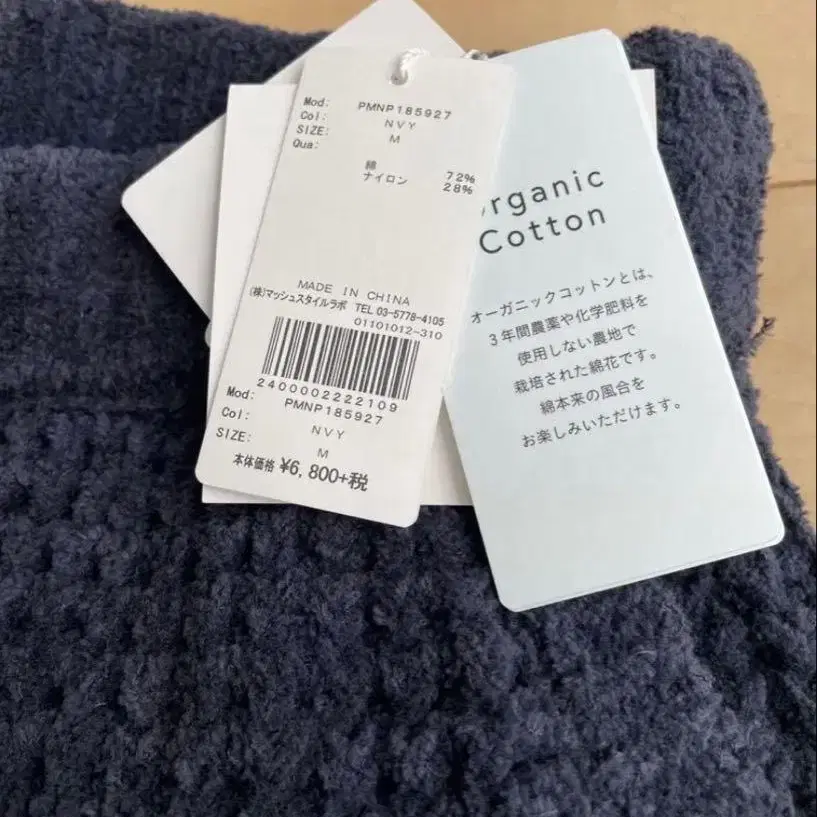 Mod: PMNP185927
Col: NVY
SIZE: M
Qua:
綿 72%
ナイロン 28%
MADE IN CHINA
(株)マッシュスタイルラボ TEL 03-5778-4105
01101012-310
2400002222109
Mod: PMNP185927
Col: NVY
SIZE: M
本体価格 ¥6,800+税
rganic
Cotton
オーガニックコットンとは、
3年間農薬や化学肥料を
使用しない農地で
栽培された綿花です。
綿本来の風合を
お楽しみいただけます。